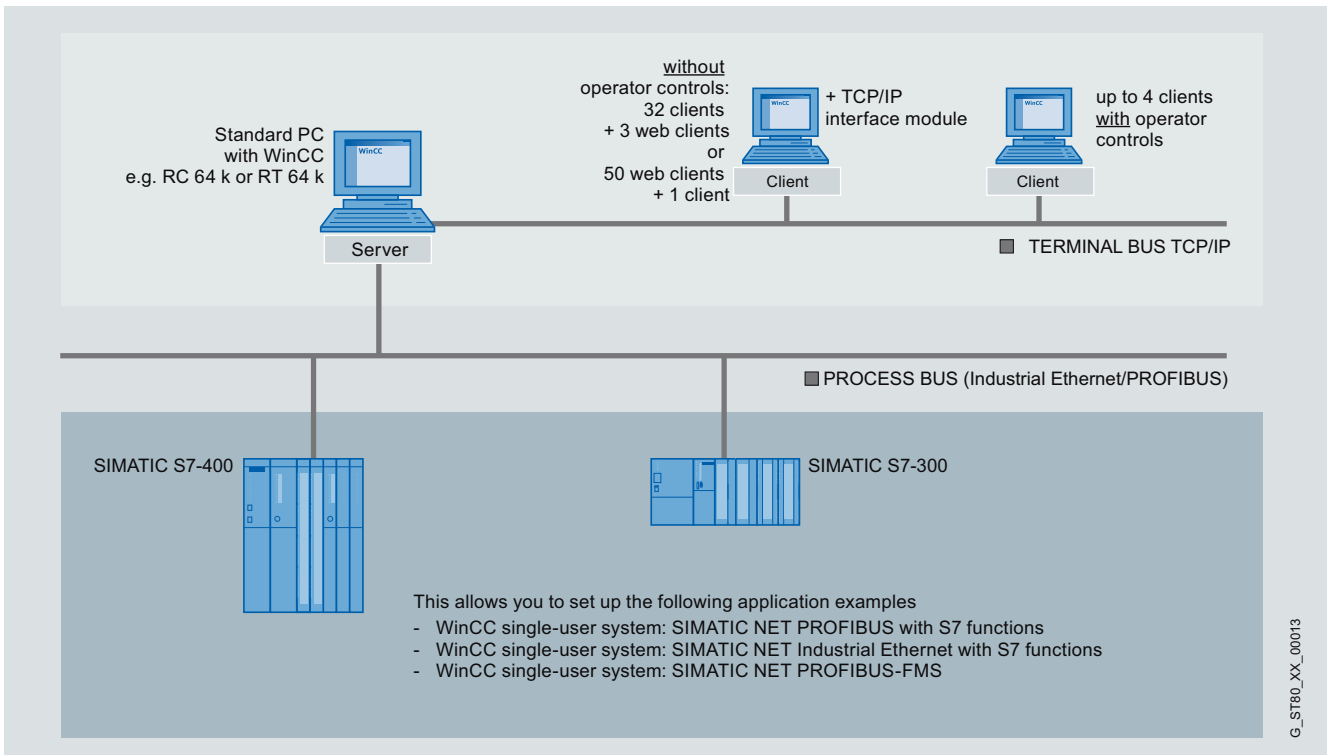 without
operator controls:
32 clients
+ 3 web clients
or
50 web clients
+ 1 client
WinCC
+ TCP/IP
interface module
WinCC
up to 4 clients
with operator
controls
Standard PC
with WinCC
e.g. RC 64 k or RT 64 k
WinCC
Client
Client
Server
TERMINAL BUS TCP/IP
PROCESS BUS (Industrial Ethernet/PROFIBUS)
SIMATIC S7-400
SIMATIC S7-300
This allows you to set up the following application examples
- WinCC single-user system: SIMATIC NET PROFIBUS with S7 functions
- WinCC single-user system: SIMATIC NET Industrial Ethernet with S7 functions
- WinCC single-user system: SIMATIC NET PROFIBUS-FMS
G_ST80_XX_00013